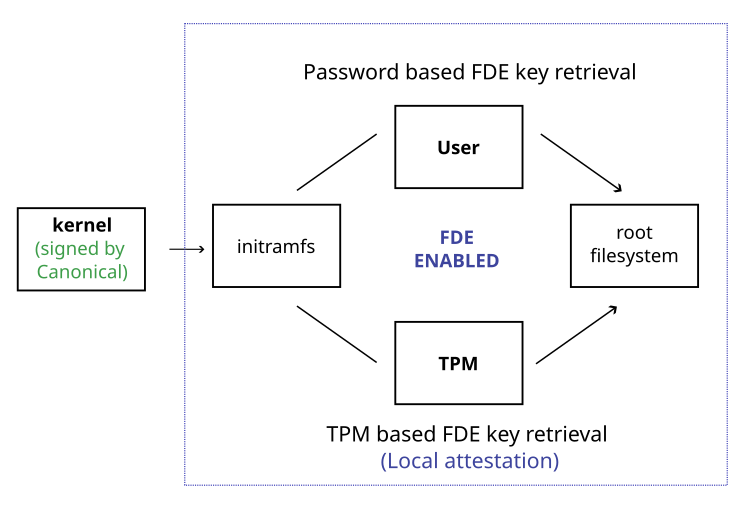 Password based FDE key retrieval
User
kernel
(signed by
Canonical)
initramfs
FDE
ENABLED
root
filesystem
TPM
TPM based FDE key retrieval
(Local attestation)